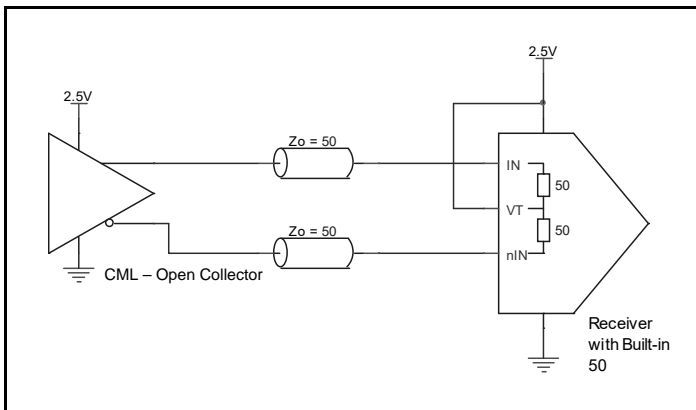 2.5V
2.5V
Zo = 50
IN
50
VT
50
Zo = 50
nIN
CML – Open Collector
Receiver
with Built-in
50